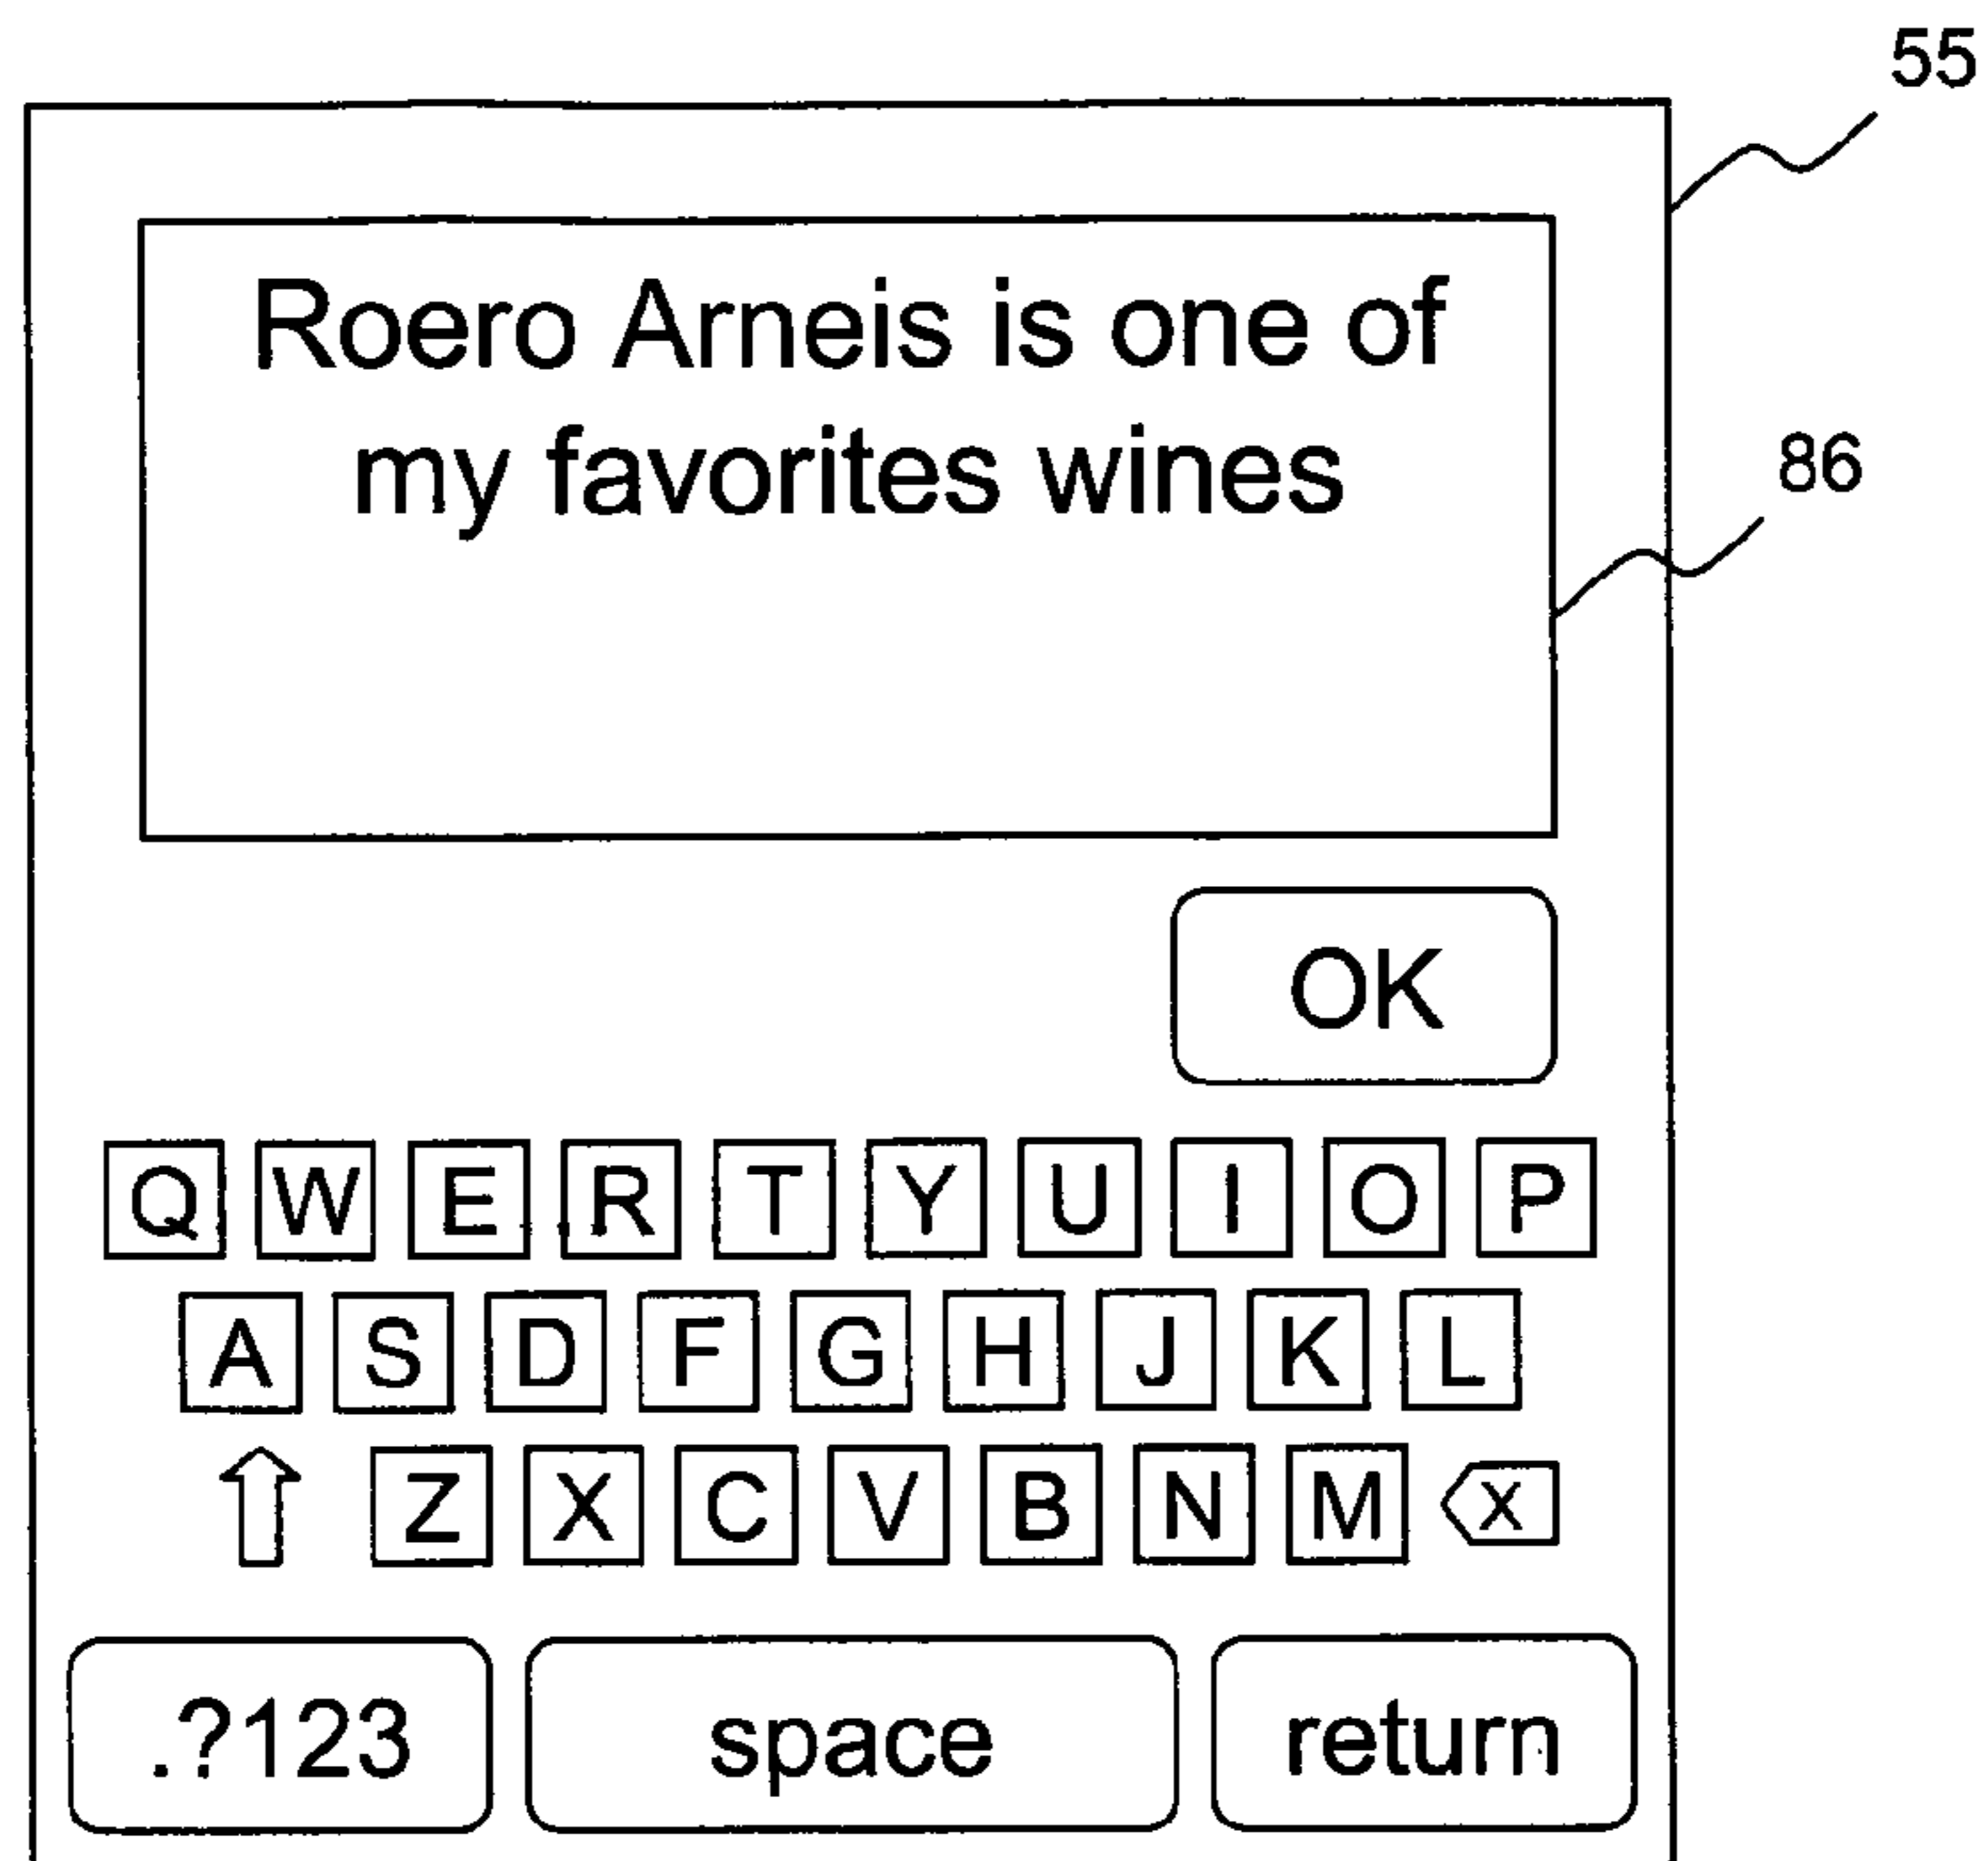 55
Roero Arneis is one of
my favorites wines
86
OK
Q W E R T Y U I O P
A S D F G H J K L
Z X C V B N M X
.?123 space return